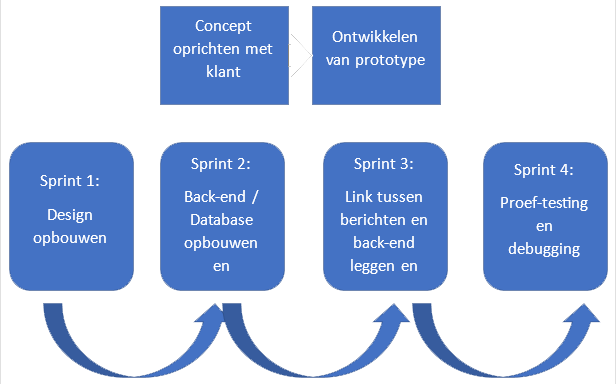 Concept
oprichten met
klant
Ontwikkelen
van prototype
Sprint 1:
Design
opbouwen
Sprint 2:
Back-end /
Database
opbouwen
en
Sprint 3:
Link tussen
berichten en
back-end
leggen en
Sprint 4:
Proef-testing
en
debugging